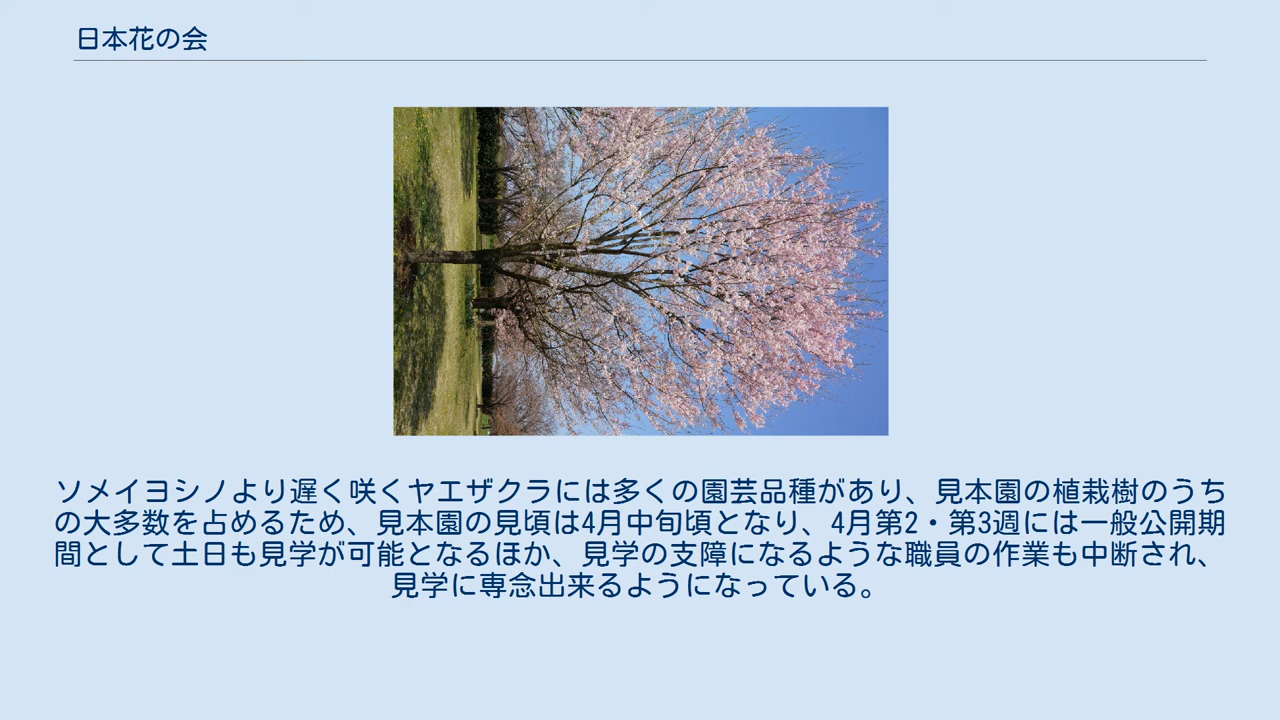 日本花の会
ソメイヨシノより遅く咲くヤエザクラには多くの園芸品種があり、見本園の植栽樹のうち
の大多数を占めるため、見本園の見頃は4月中旬頃となり、4月第2・第3週には一般公開期
間として土日も見学が可能となるほか、見学の支障になるような職員の作業も中断され、
見学に専念出来るようになっている。